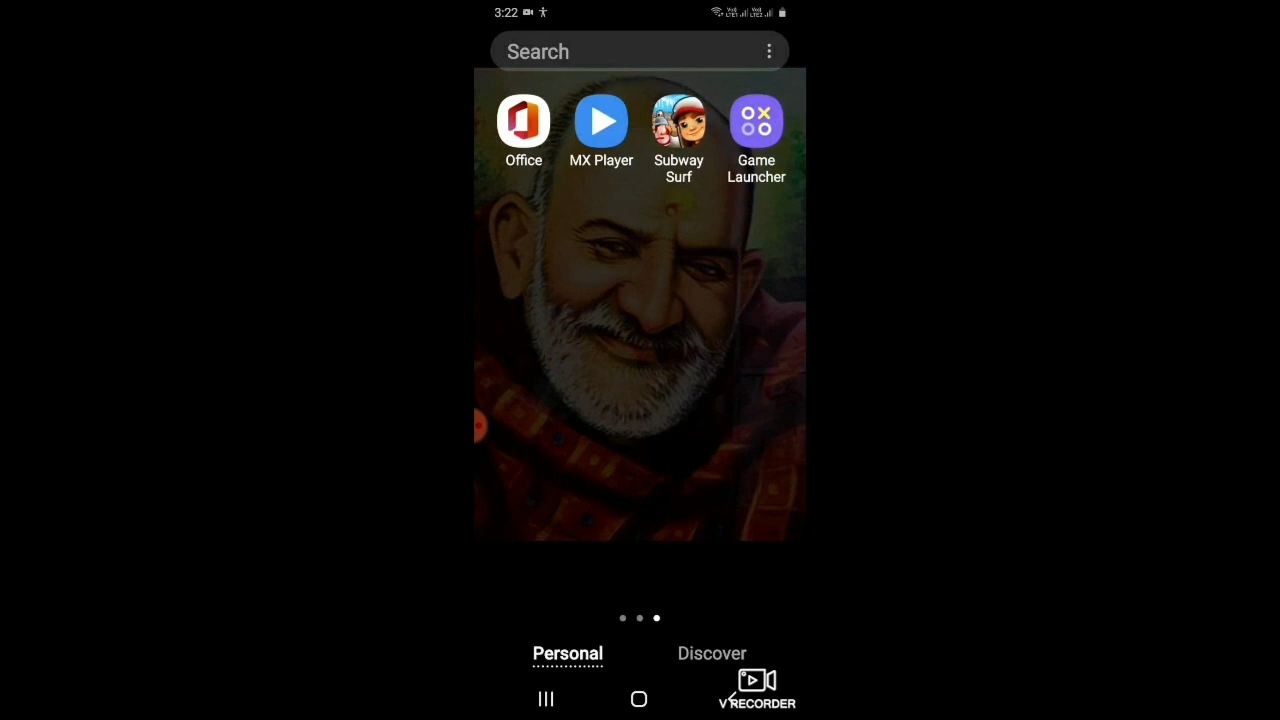 3:22
Search
Office
MX Player
Subway
Surf
Game
Launcher
Personal
Discover
V RECORDER